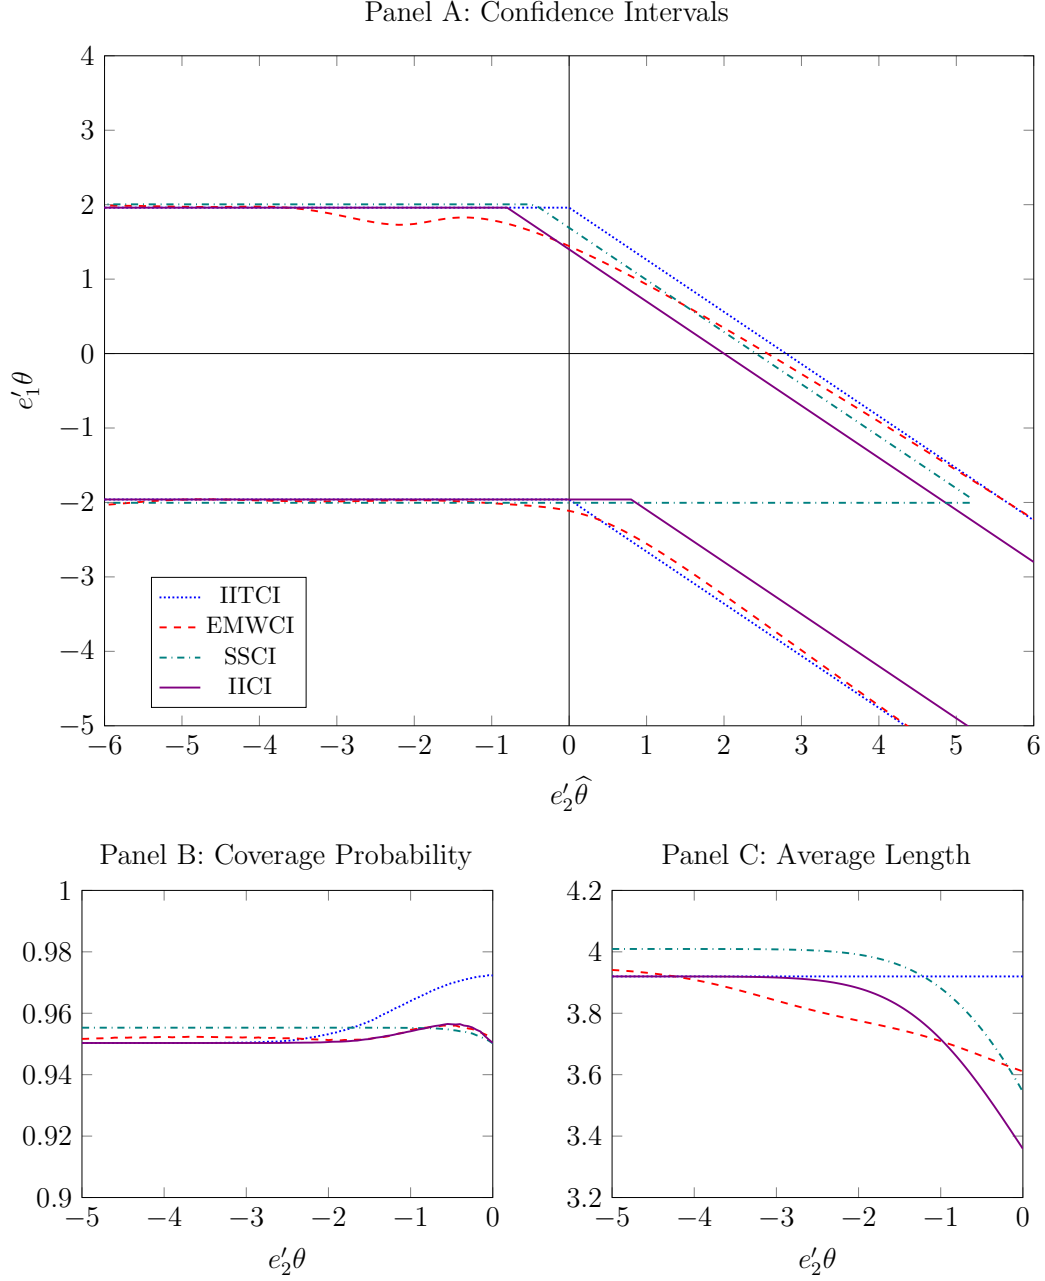 Panel A: Confidence Intervals
4
3
2
1
0
−1
−2
−3
−4
−5
e′₁θ
IITCI
EMWCI
SSCI
IICI
−6 −5 −4 −3 −2 −1 0 1 2 3 4 5 6
e′₂θ̂
Panel B: Coverage Probability
1
0.98
0.96
0.94
0.92
0.9
−5 −4 −3 −2 −1 0
e′₂θ
Panel C: Average Length
4.2
4
3.8
3.6
3.4
3.2
−5 −4 −3 −2 −1 0
e′₂θ